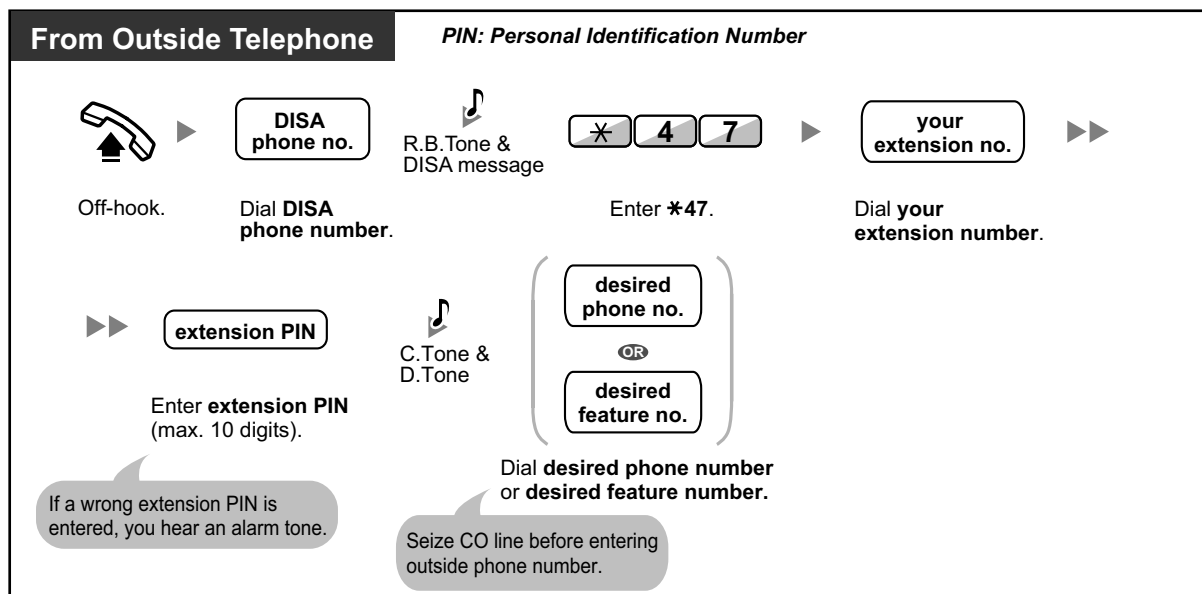 From Outside Telephone
PIN: Personal Identification Number
DISA
phone no.
R.B.Tone &
DISA message
✳ 4 7
your
extension no.
Off-hook.
Dial DISA
phone number.
Enter ✳47.
Dial your
extension number.
extension PIN
C.Tone &
D.Tone
desired
phone no.
OR
desired
feature no.
Enter extension PIN
(max. 10 digits).
Dial desired phone number
or desired feature number.
If a wrong extension PIN is
entered, you hear an alarm tone.
Seize CO line before entering
outside phone number.